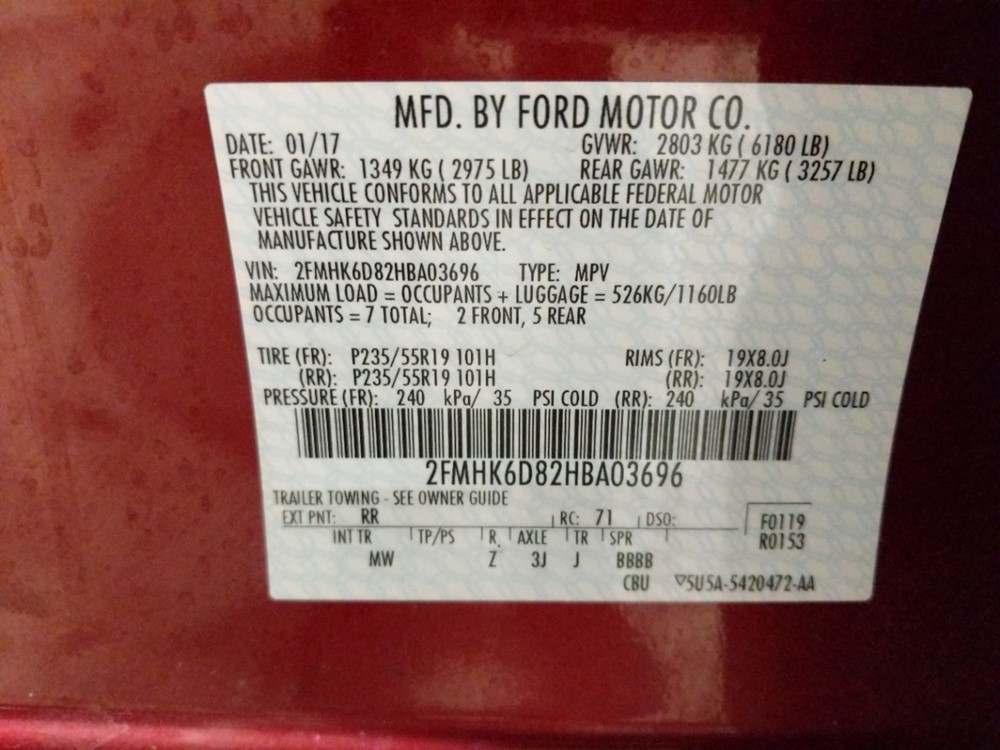 MFD. BY FORD MOTOR CO.
DATE: 01/17 GVWR: 2803 KG ( 6180 LB)
FRONT GAWR: 1349 KG ( 2975 LB) REAR GAWR: 1477 KG ( 3257 LB)
THIS VEHICLE CONFORMS TO ALL APPLICABLE FEDERAL MOTOR
VEHICLE SAFETY STANDARDS IN EFFECT ON THE DATE OF
MANUFACTURE SHOWN ABOVE.
VIN: 2FMHK6D82HBA03696 TYPE: MPV
MAXIMUM LOAD = OCCUPANTS + LUGGAGE = 526KG/1160LB
OCCUPANTS = 7 TOTAL; 2 FRONT, 5 REAR
TIRE (FR): P235/55R19 101H RIMS (FR): 19X8.0J
(RR): P235/55R19 101H (RR): 19X8.0J
PRESSURE (FR): 240 kPa/ 35 PSI COLD (RR): 240 kPa/ 35 PSI COLD
2FMHK6D82HBA03696
TRAILER TOWING - SEE OWNER GUIDE
EXT PNT: RR RC: 71 DSO: F0119
INT TR TP/PS R. AXLE TR SPR R0153
MW Z 3J J BBBB
CBU ▽5U5A-5420472-AA